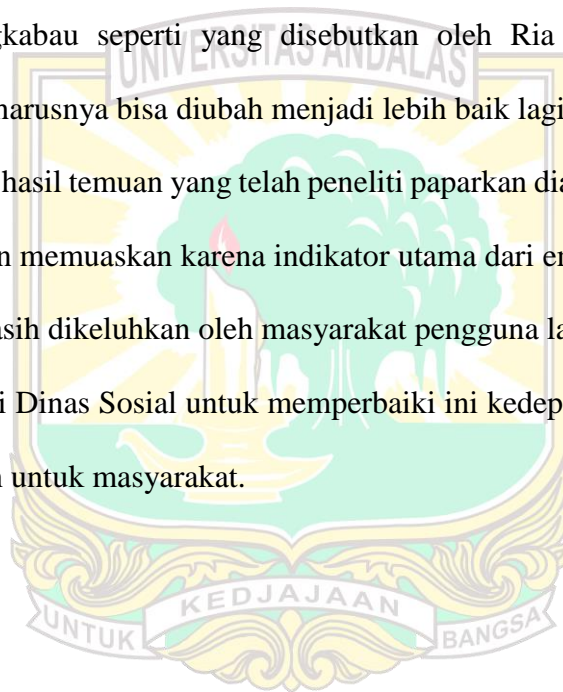 gkabau seperti yang disebutkan oleh Ria
UNIVERSITAS ANDALAS
harusnya bisa diubah menjadi lebih baik lagi
hasil temuan yang telah peneliti paparkan dia
n memuaskan karena indikator utama dari
asih dikeluhkan oleh masyarakat pengguna la
i Dinas Sosial untuk memperbaiki ini kedep
untuk masyarakat.
KEDJAJAAN
UNTUK BANGSA